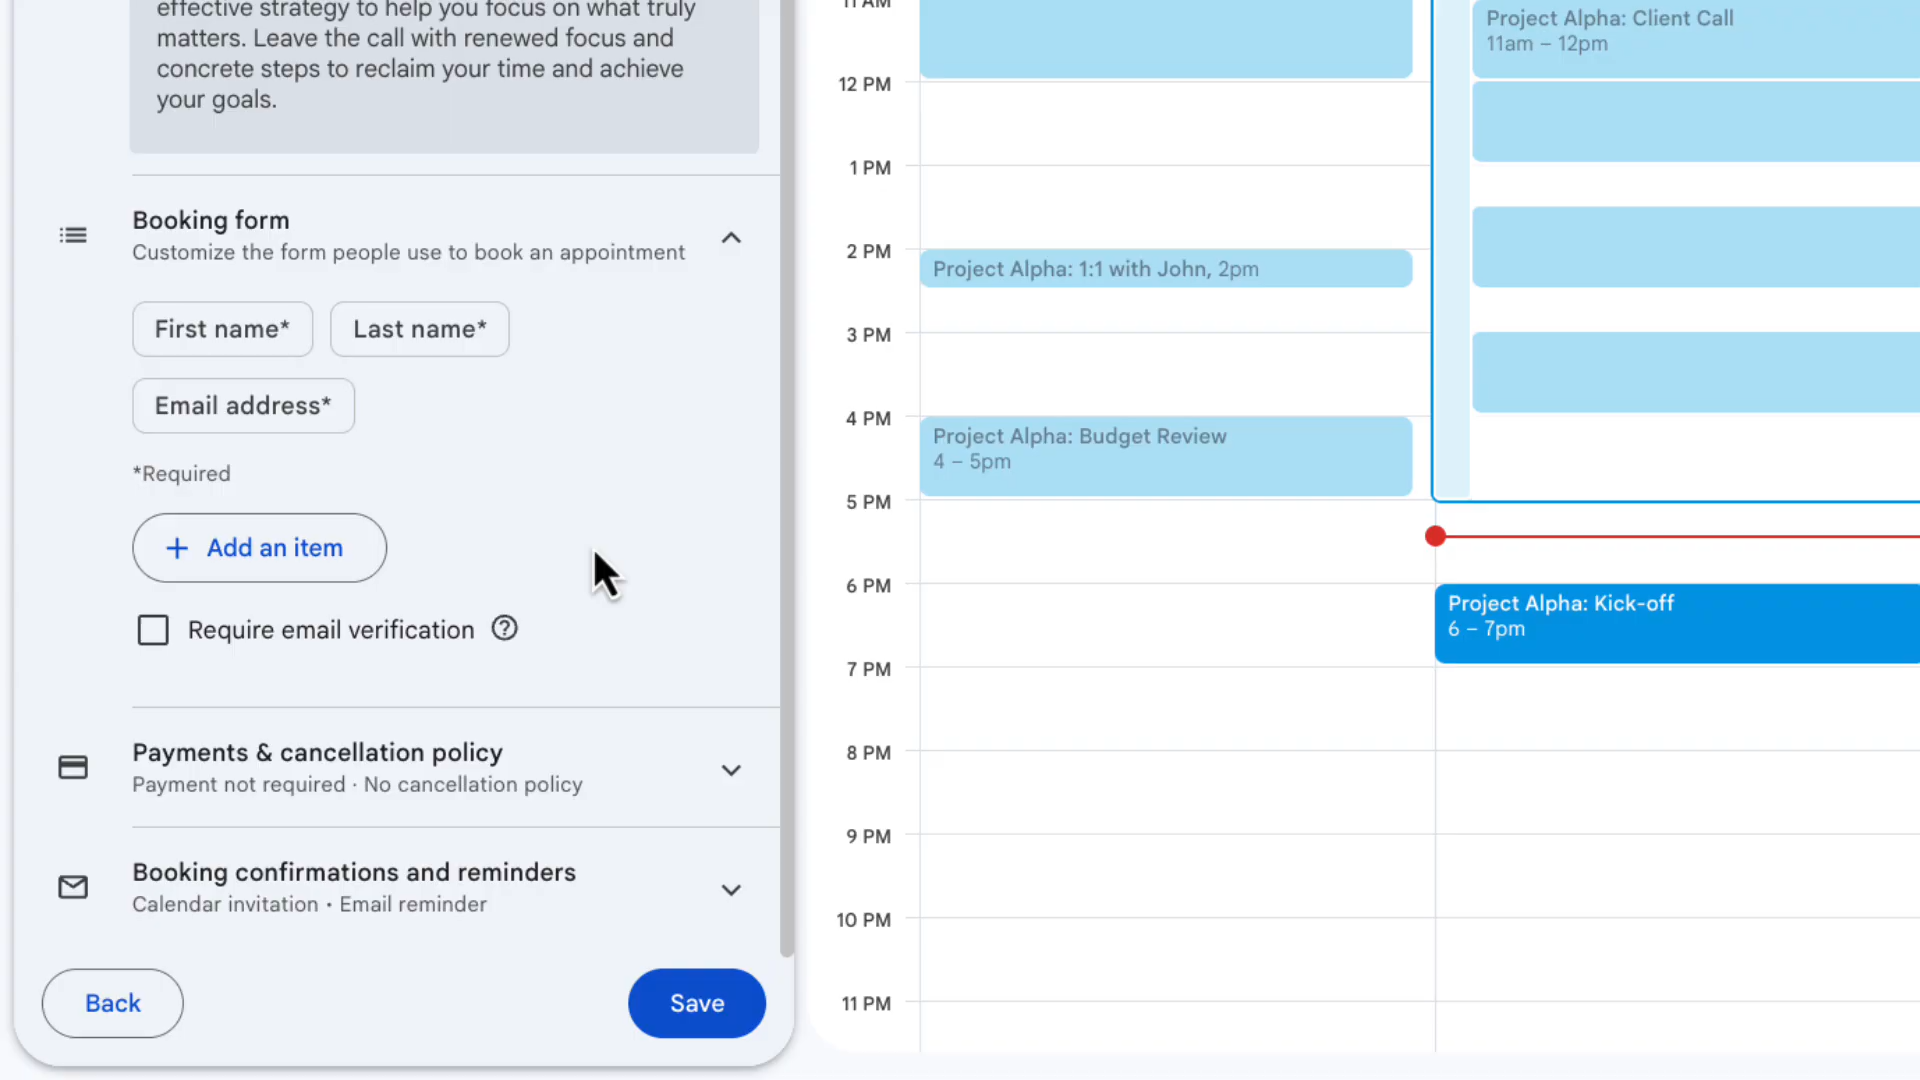 effective strategy to help you focus on what truly
matters. Leave the call with renewed focus and
concrete steps to reclaim your time and achieve
your goals.
Booking form
Customize the form people use to book an appointment
First name*
Last name*
Email address*
*Required
+ Add an item
Require email verification
Payments & cancellation policy
Payment not required · No cancellation policy
Booking confirmations and reminders
Calendar invitation • Email reminder
Back
Save
11 AM
12 PM
1 PM
2 PM
3 PM
4 PM
5 PM
6 PM
7 PM
8 PM
9 PM
10 PM
11 PM
Project Alpha: 1:1 with John, 2pm
Project Alpha: Budget Review
4 – 5pm
Project Alpha: Client Call
11am – 12pm
Project Alpha: Kick-off
6 – 7pm